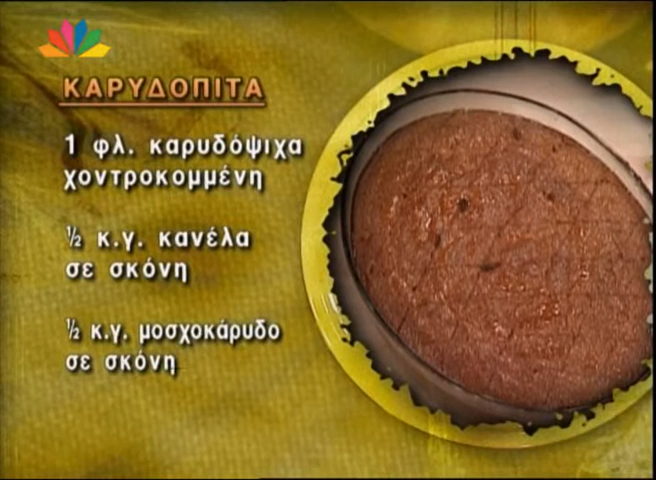 ΚΑΡΥΔΟΠΙΤΑ
1 φλ. καρυδόψιχα
χοντροκομμένη
½ κ.γ. κανέλα
σε σκόνη
½ κ.γ. μοσχοκάρυδο
σε σκόνη